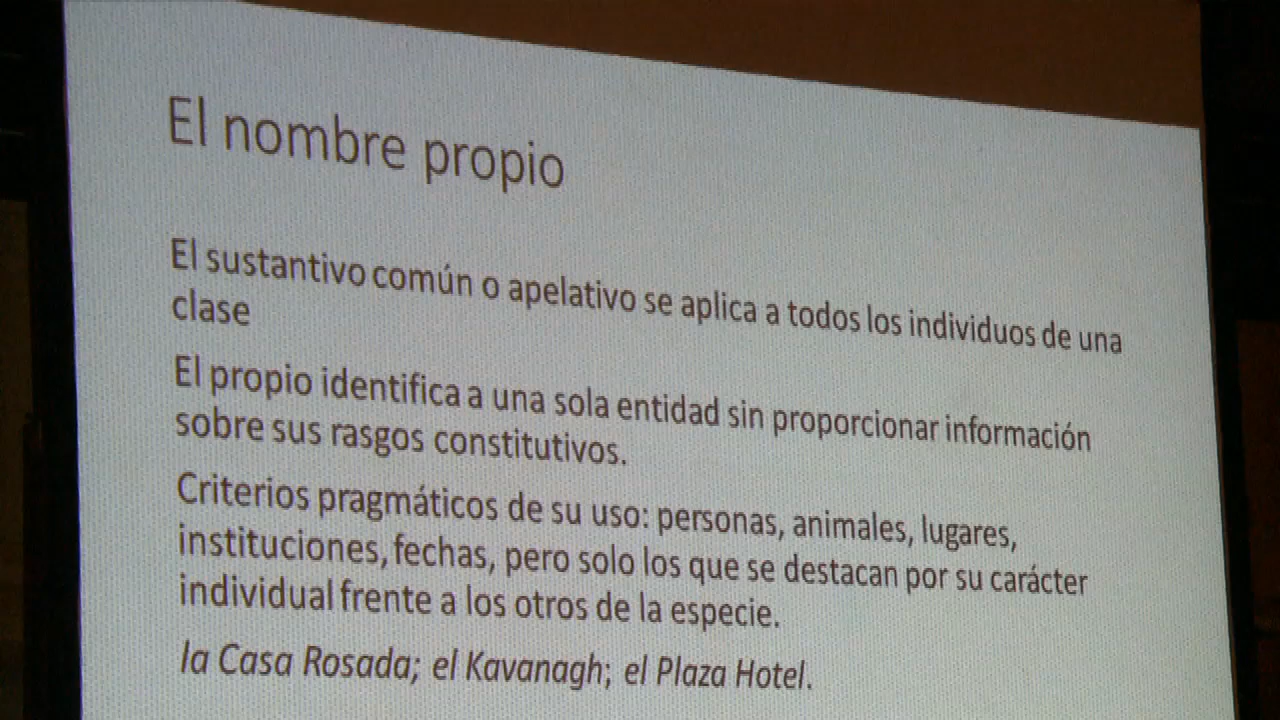 El nombre propio
El sustantivo común o apelativo se aplica a todos los individuos de una
clase
El propio identifica a una sola entidad sin proporcionar información
sobre sus rasgos constitutivos.
Criterios pragmáticos de su uso: personas, animales, lugares,
instituciones, fechas, pero solo los que se destacan por su carácter
individual frente a los otros de la especie.
la Casa Rosada; el Kavanagh; el Plaza Hotel.